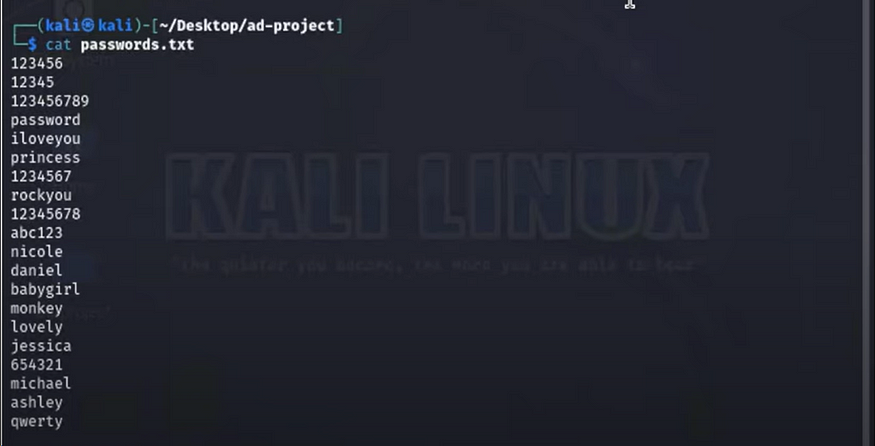 (kali㉿kali)-[~/Desktop/ad-project]
$ cat passwords.txt
123456
12345
123456789
password
iloveyou
princess
1234567
rockyou
12345678
abc123
nicole
daniel
babygirl
monkey
lovely
jessica
654321
michael
ashley
qwerty
KALI LINUX
"the quieter you become, the more you are able to hear"